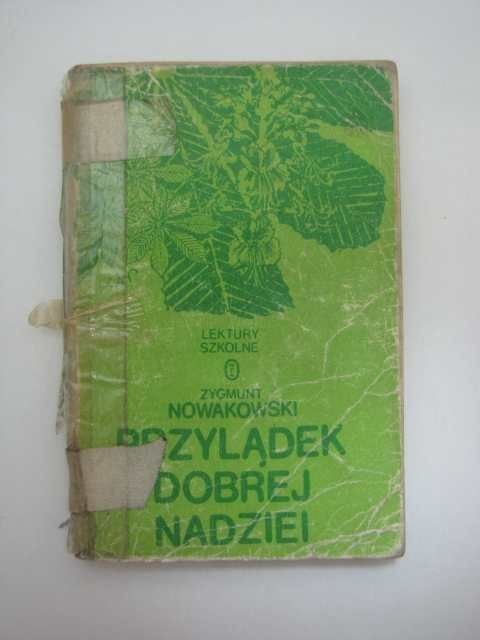 LEKTURY
SZKOLNE
ZYGMUNT
NOWAKOWSKI
PRZYLĄDEK
DOBREJ
NADZIEI